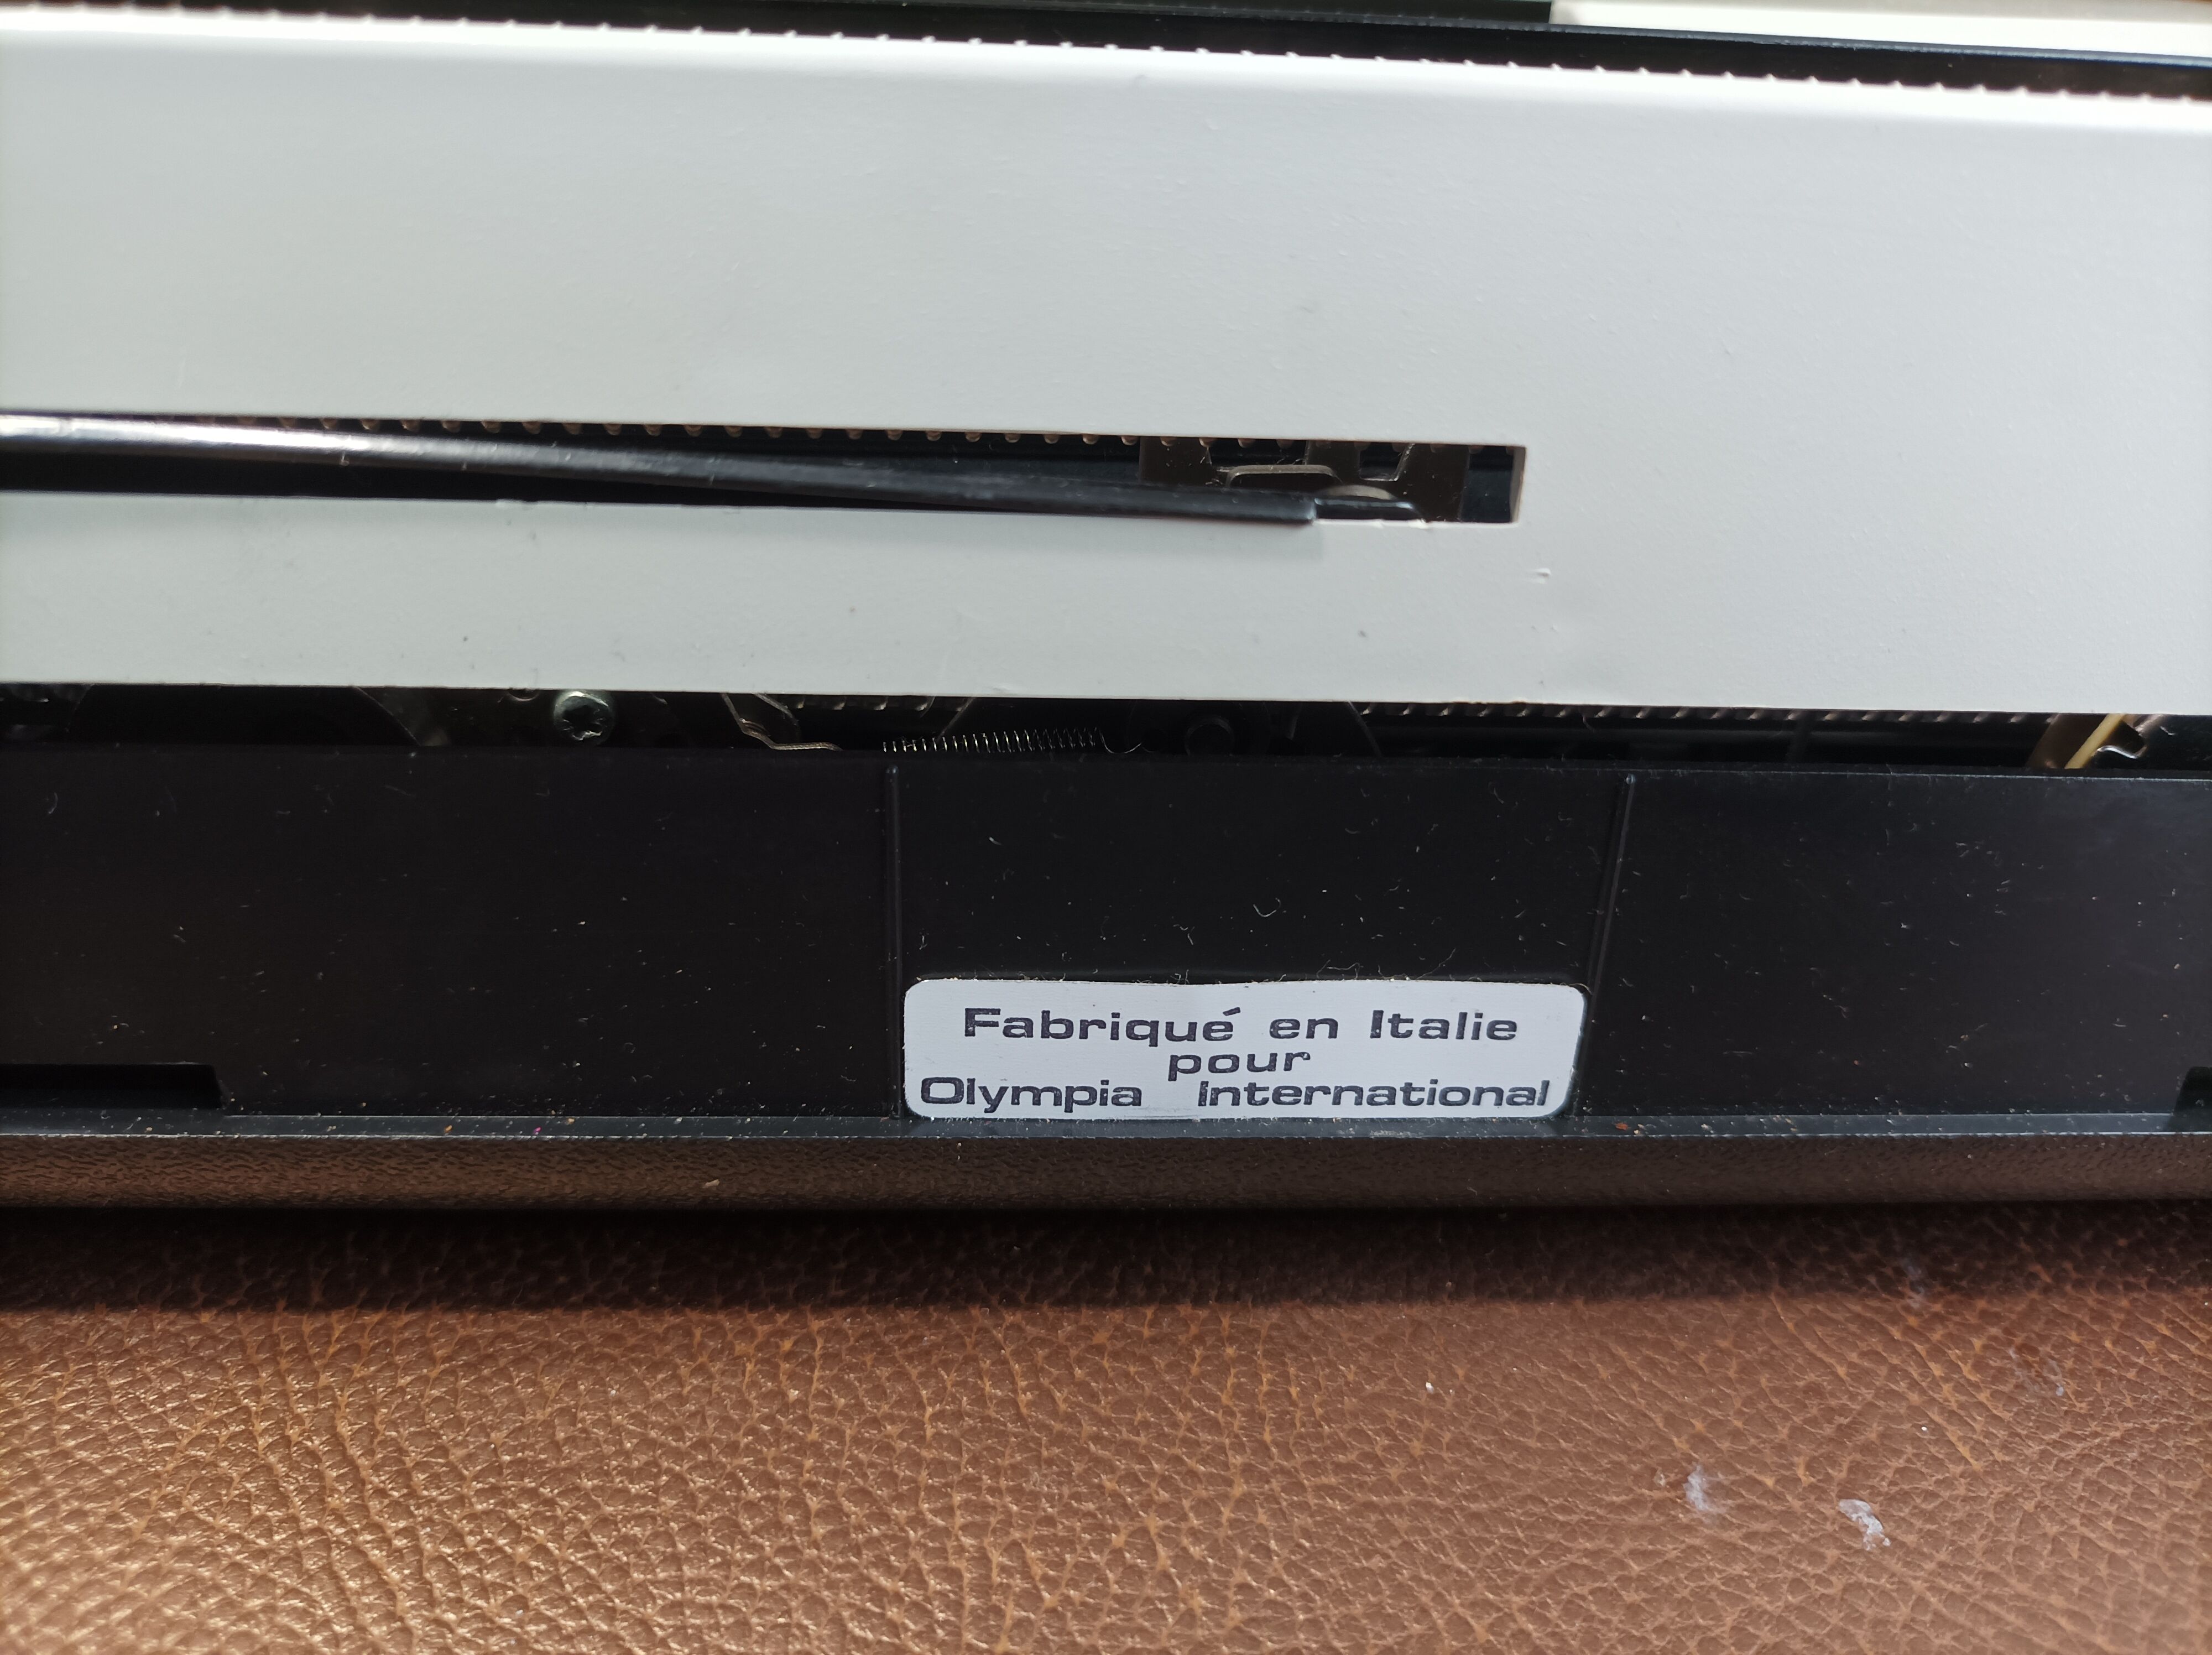 Fabriqué en Italie
pour
Olympia International